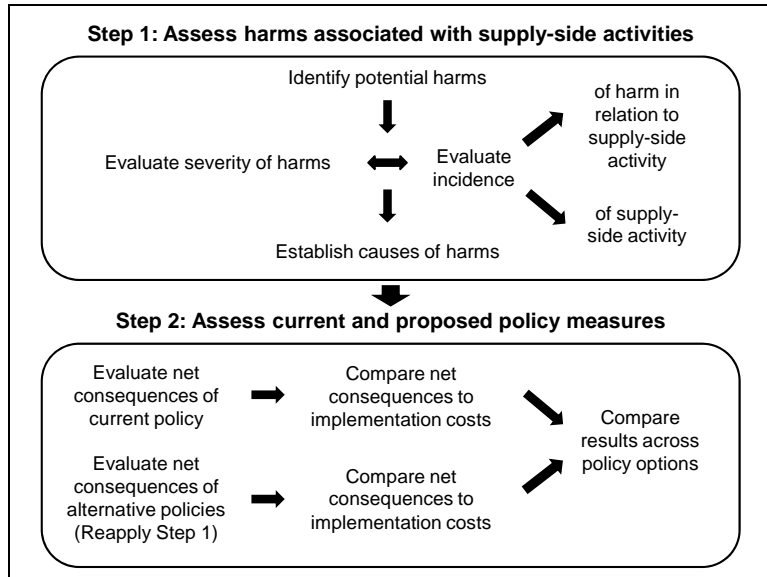 Step 1: Assess harms associated with supply-side activities
Identify potential harms
of harm in
relation to
supply-side
activity
Evaluate severity of harms
Evaluate
incidence
of supply-
side activity
Establish causes of harms
Step 2: Assess current and proposed policy measures
Evaluate net
consequences of
current policy
Compare net
consequences to
implementation costs
Compare
results across
policy options
Evaluate net
consequences of
alternative policies
(Reapply Step 1)
Compare net
consequences to
implementation costs